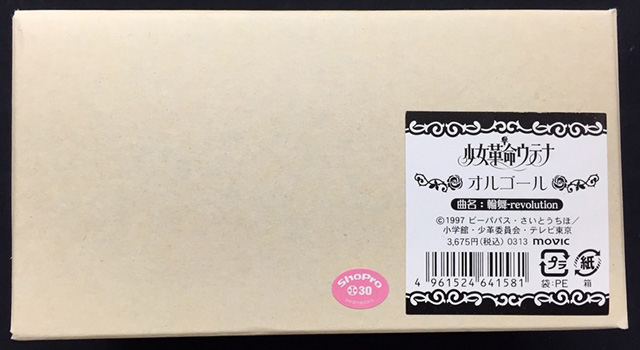 少女革命ウテナ
オルゴール
曲名：輪舞-revolution
©1997 ビーパパス・さいとうちほ／
小学館・少革委員会・テレビ東京
3,675円(税込) 0313 movic
4 961524 641581
プラ
袋:PE
紙
箱
ShoPro
30